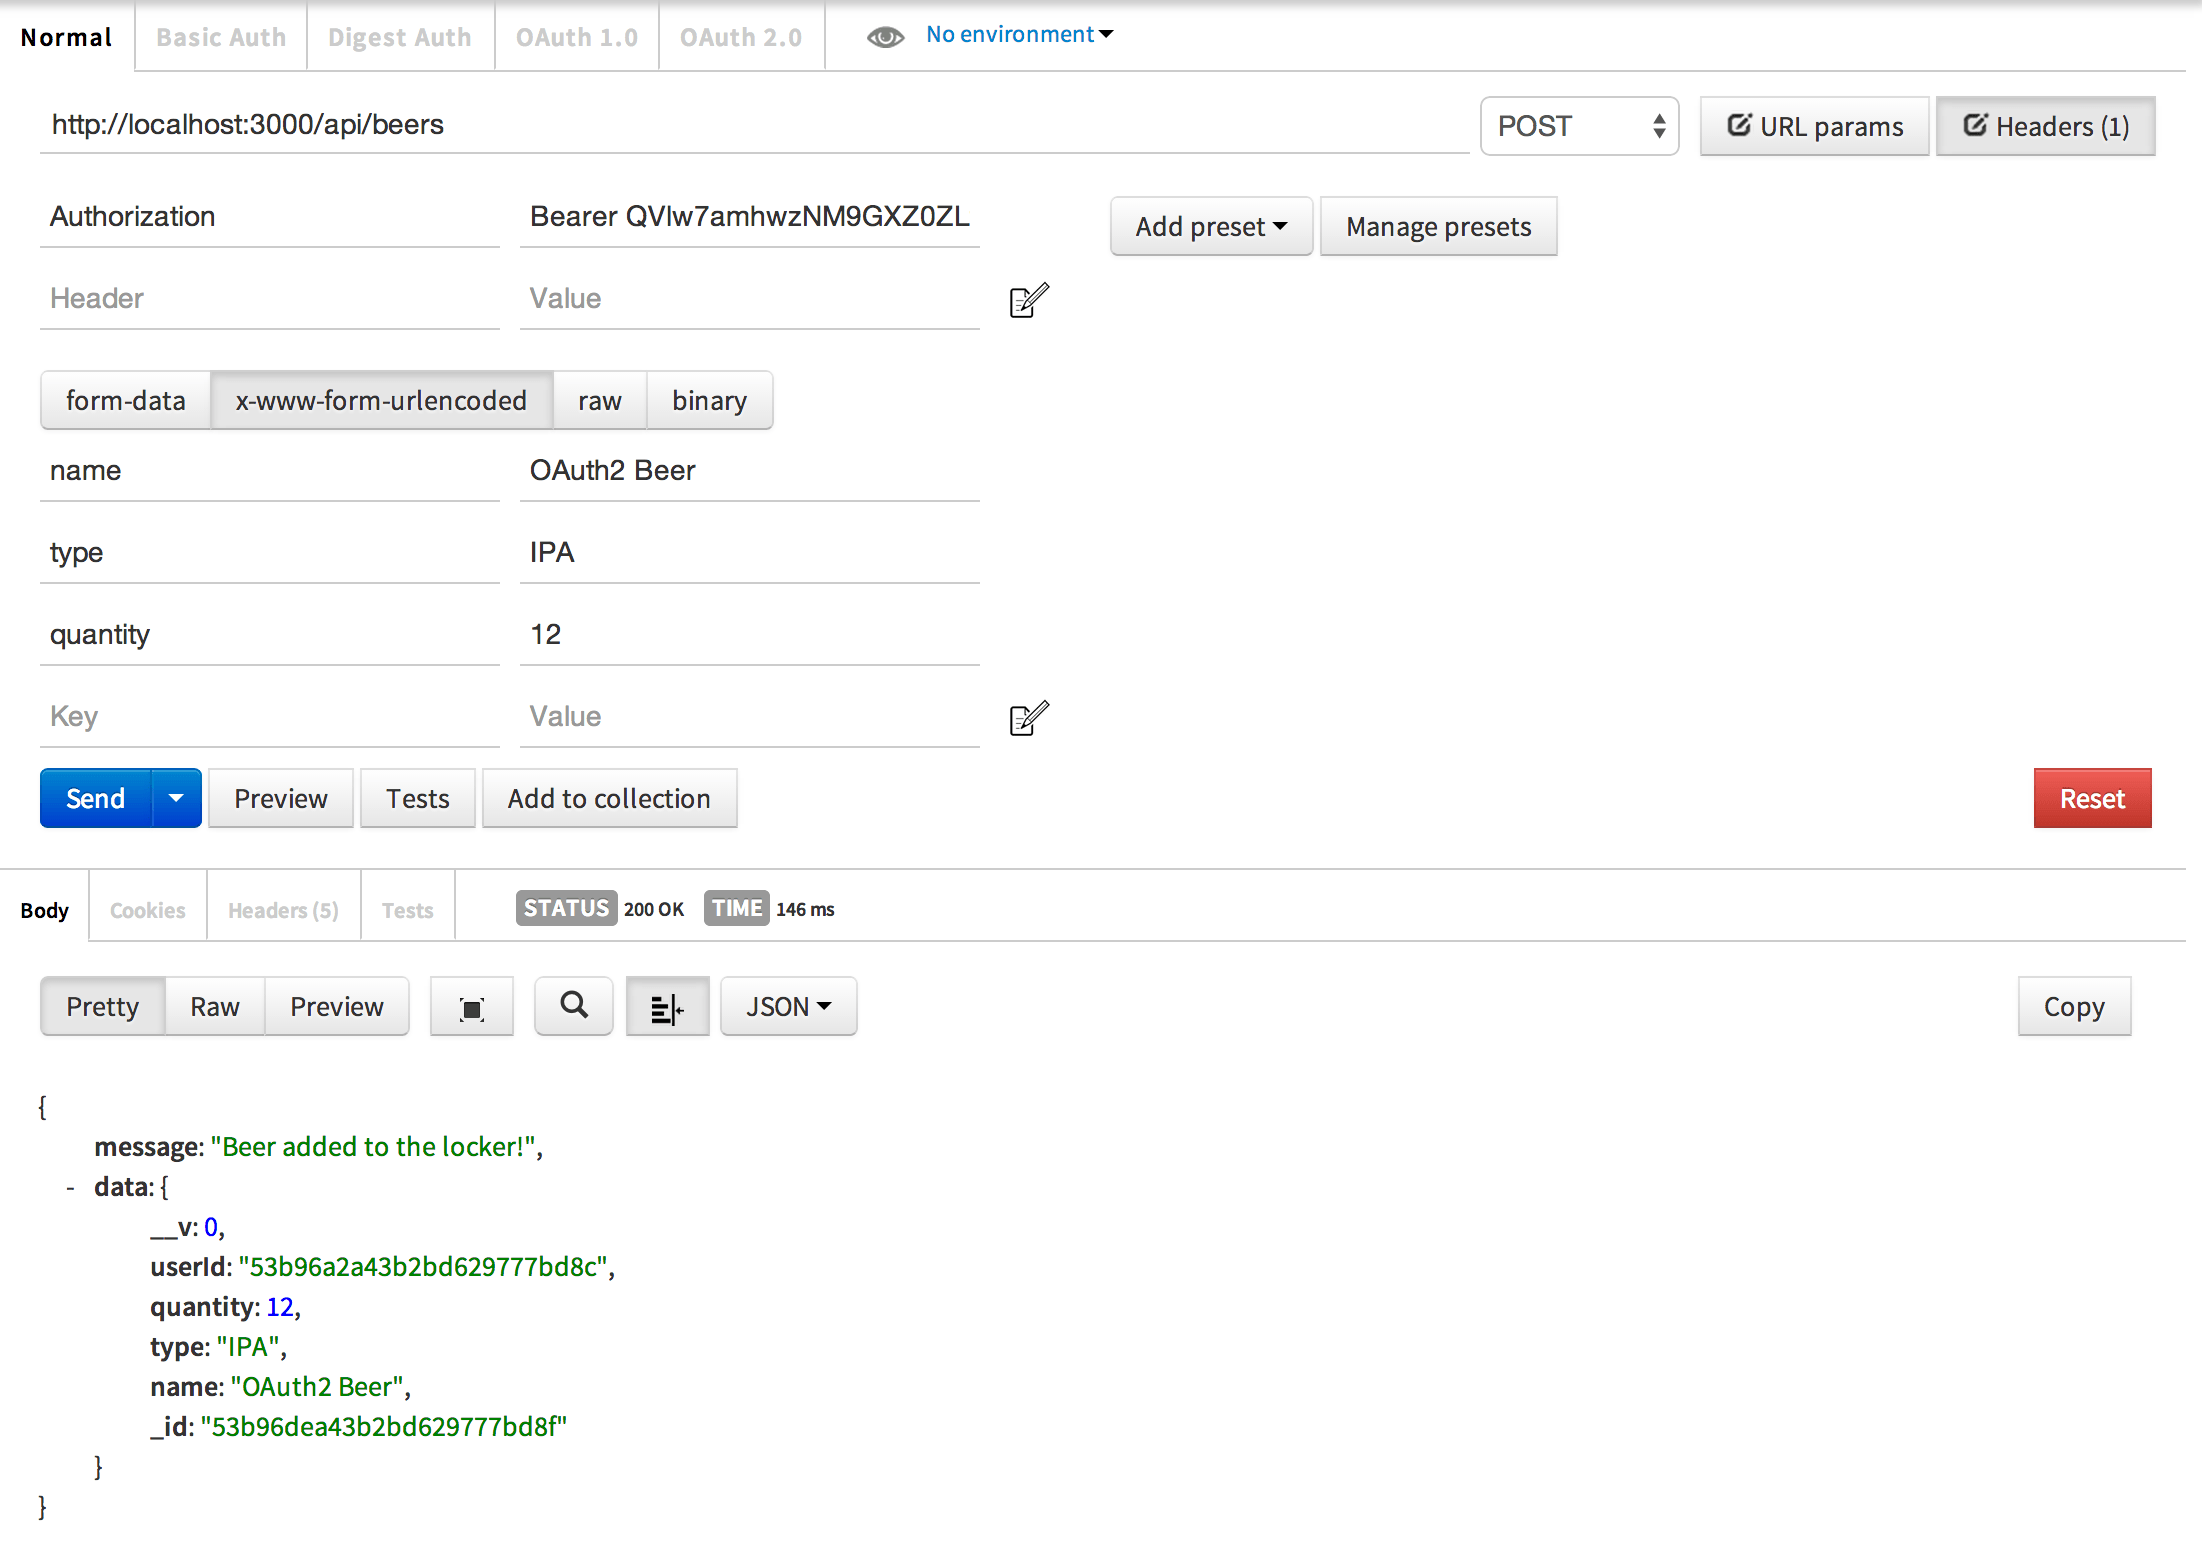 Normal Basic Auth Digest Auth OAuth 1.0 OAuth 2.0 No environment
http://localhost:3000/api/beers POST URL params Headers (1)
Authorization Bearer QVlw7amhwzNM9GXZ0ZL Add preset Manage presets
Header Value
form-data x-www-form-urlencoded raw binary
name OAuth2 Beer
type IPA
quantity 12
Key Value
Send Preview Tests Add to collection Reset
Body Cookies Headers (5) Tests STATUS 200 OK TIME 146 ms
Pretty Raw Preview JSON Copy
{
message: "Beer added to the locker!",
- data: {
__v: 0,
userId: "53b96a2a43b2bd629777bd8c",
quantity: 12,
type: "IPA",
name: "OAuth2 Beer",
_id: "53b96dea43b2bd629777bd8f"
}
}